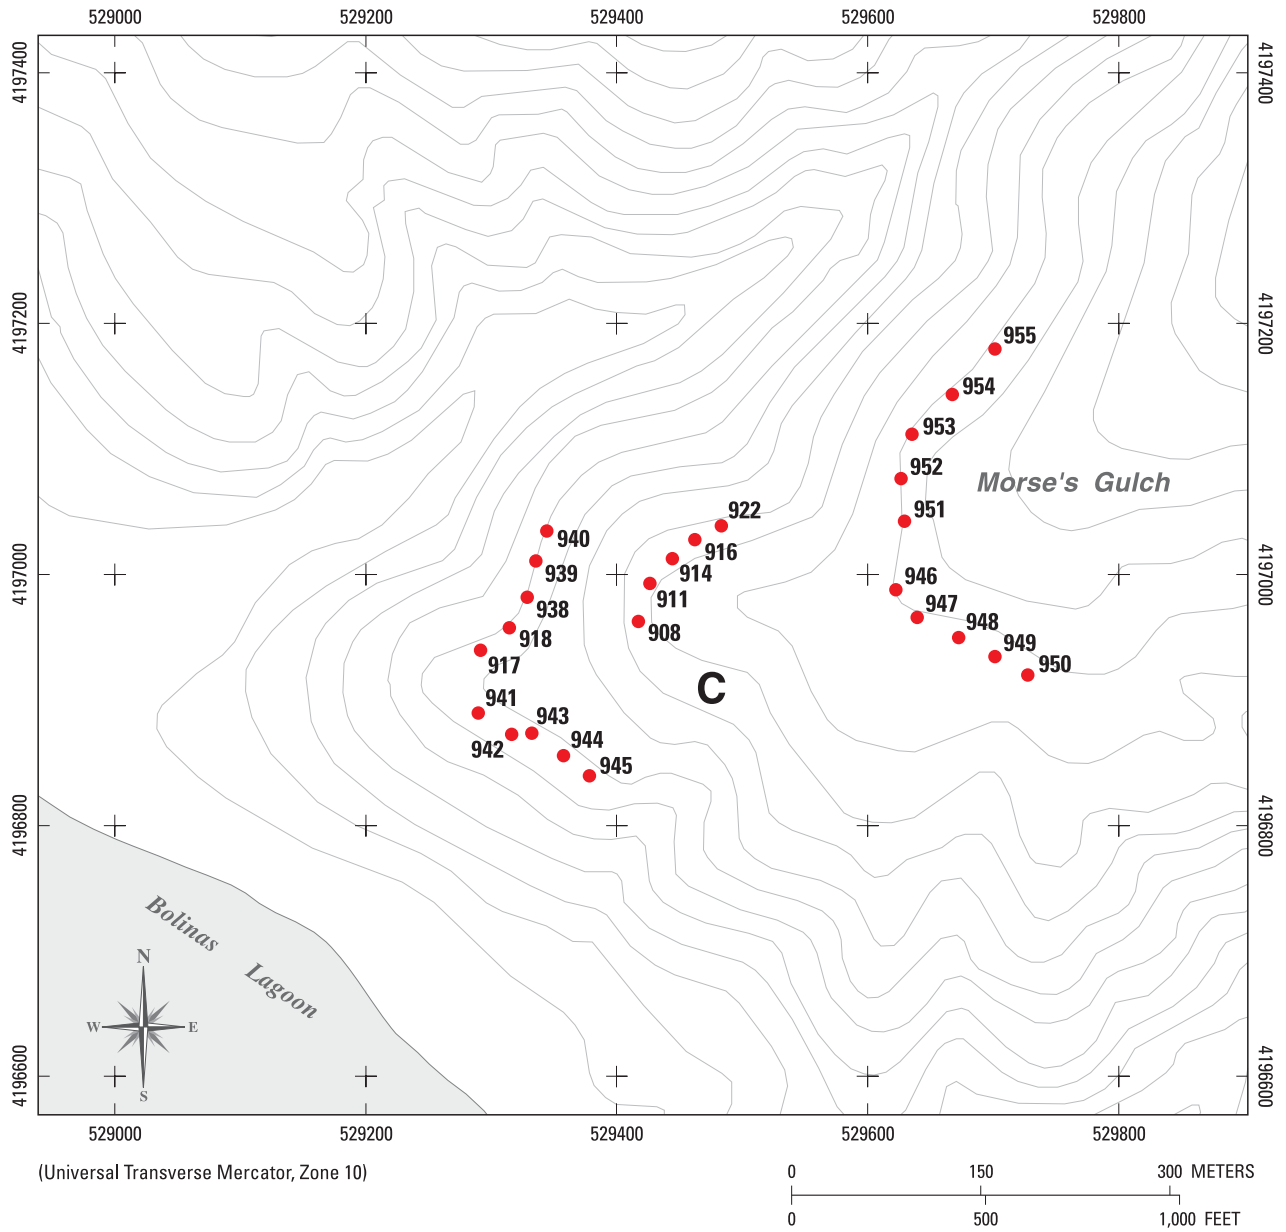 529000 529200 529400 529600 529800
4197400 4197400
4197200 4197200
955
954
953
952
Morse's Gulch
951
922
940
916
4197000 4197000
939
914
946
911
938
947
948
918
908
949
917
950
C
941
943
942
944
945
4196800 4196800
Bolinas
Lagoon
N
W E
S
4196600 4196600
529000 529200 529400 529600 529800
(Universal Transverse Mercator, Zone 10)
0 150 300 METERS
0 500 1,000 FEET